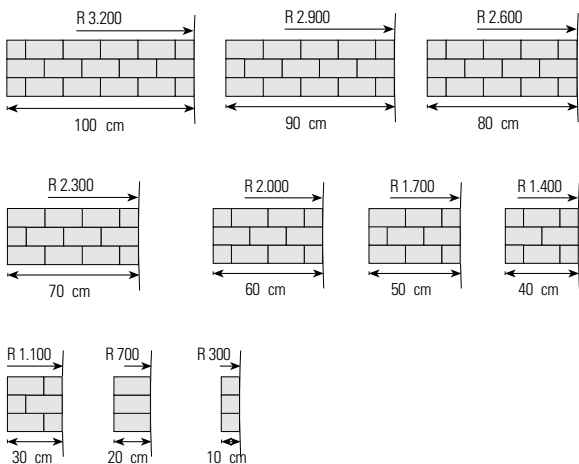 R 3.200
R 2.900
R 2.600
100 cm
90 cm
80 cm
R 2.300
R 2.000
R 1.700
R 1.400
70 cm
60 cm
50 cm
40 cm
R 1.100
R 700
R 300
30 cm
20 cm
10 cm